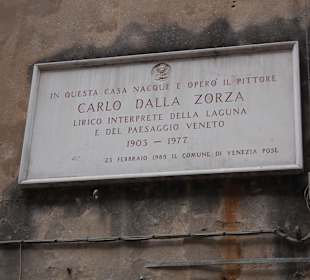 IN QUESTA CASA NACQUE E OPERÒ IL PITTORE
CARLO DALLA ZORZA
LIRICO INTERPRETE DELLA LAGUNA
E DEL PAESAGGIO VENETO
1903 - 1977
23 FEBBRAIO 1985 IL COMUNE DI VENEZIA POSE